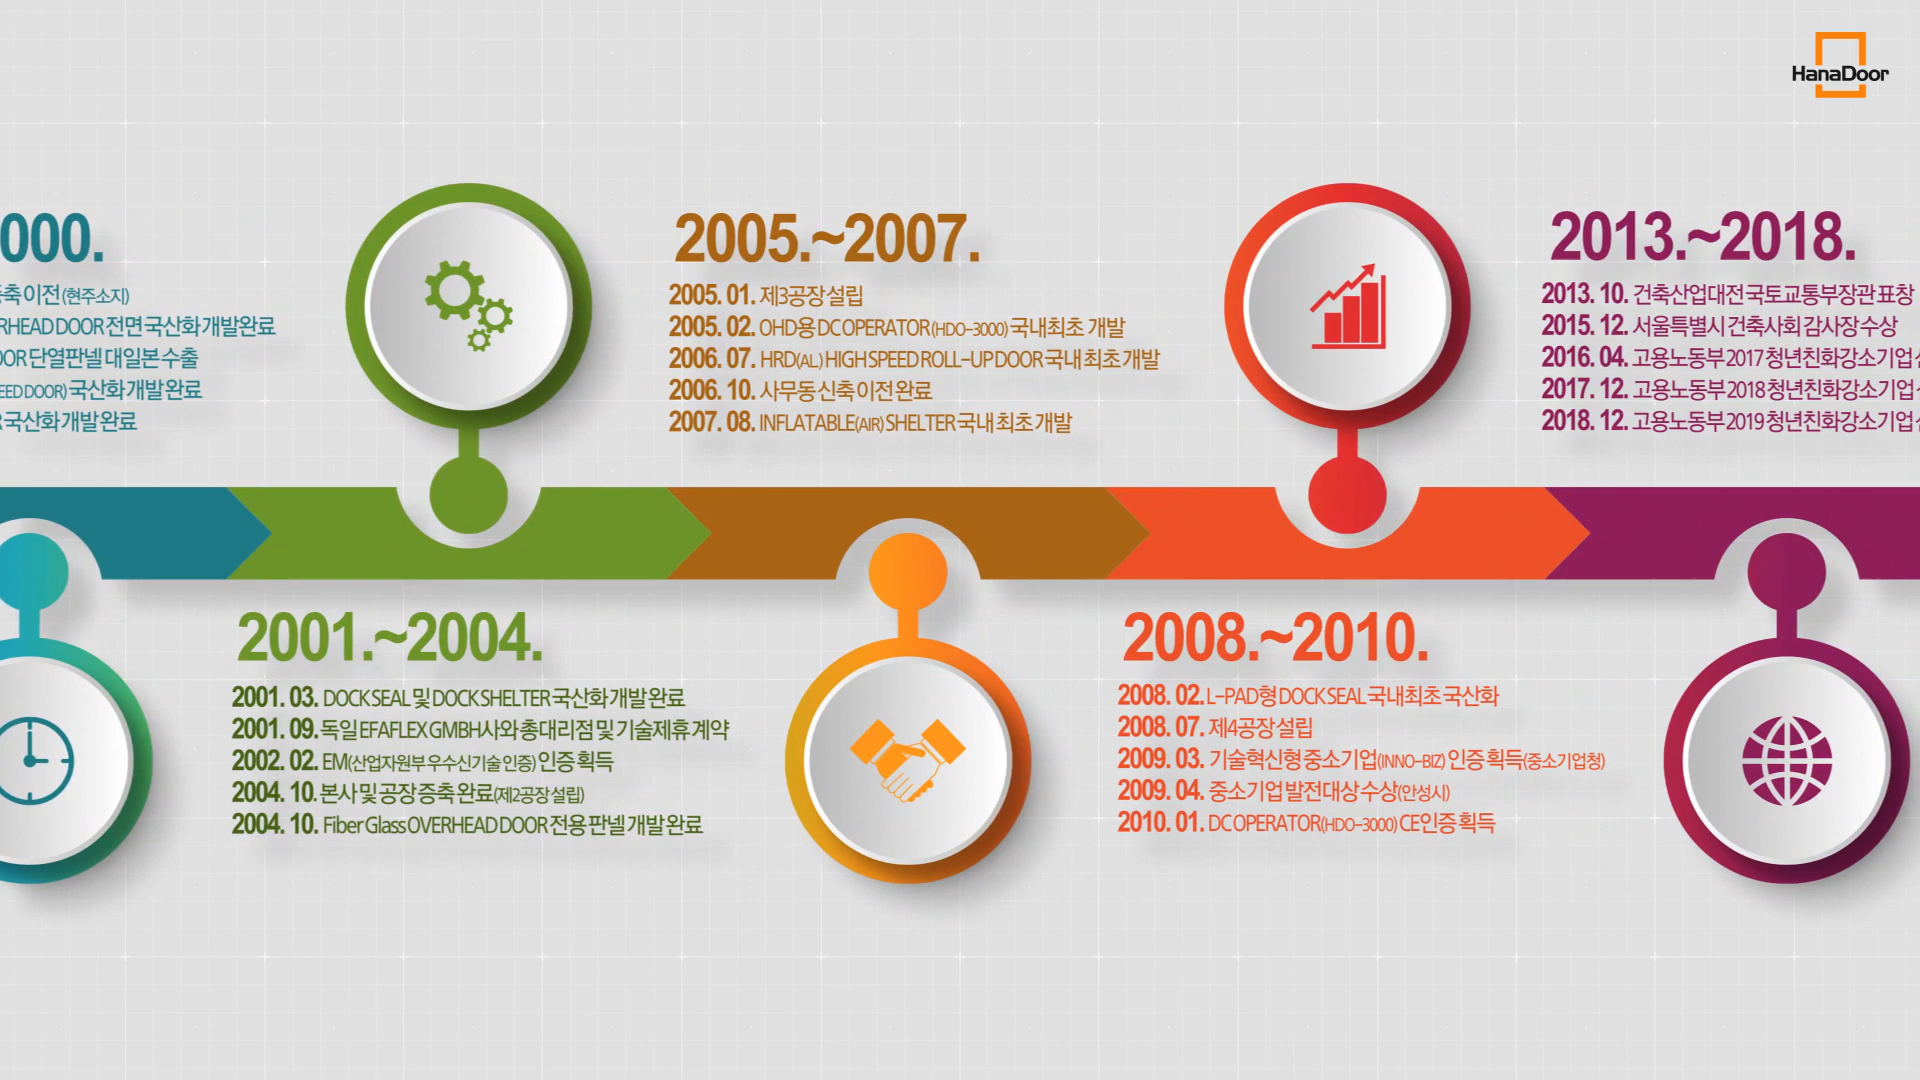 HanaDoor
000.
축 이전(현주소지)
RHEAD DOOR 전면 국산화 개발 완료
OOR 단열판넬 대일본 수출
EED DOOR) 국산화 개발 완료
국산화 개발 완료
2005.~2007.
2005. 01. 제3공장 설립
2005. 02. OHD용 DC OPERATOR(HDO-3000) 국내최초 개발
2006. 07. HRD(AL) HIGH SPEED ROLL-UP DOOR 국내 최초 개발
2006. 10. 사무동 신축 이전 완료
2007. 08. INFLATABLE(AIR) SHELTER 국내 최초 개발
2013.~2018.
2013. 10. 건축산업대전 국토교통부장관 표창
2015. 12. 서울특별시 건축사회 감사장 수상
2016. 04. 고용노동부 2017 청년친화강소기업
2017. 12. 고용노동부 2018 청년친화강소기업
2018. 12. 고용노동부 2019 청년친화강소기업
2001.~2004.
2001. 03. DOCK SEAL 및 DOCK SHELTER 국산화 개발 완료
2001. 09. 독일 EFAFLEX GMBH사와 총대리점 및 기술제휴 계약
2002. 02. EM(산업자원부 우수신기술 인증) 인증 획득
2004. 10. 본사 및 공장 증축 완료(제2공장 설립)
2004. 10. Fiber Glass OVERHEAD DOOR 전용 판넬 개발 완료
2008.~2010.
2008. 02. L-PAD형 DOCK SEAL 국내 최초 국산화
2008. 07. 제4공장 설립
2009. 03. 기술혁신형 중소기업(INNO-BIZ) 인증 획득(중소기업청)
2009. 04. 중소기업 발전대상 수상(안성시)
2010. 01. DC OPERATOR(HDO-3000) CE인증 획득